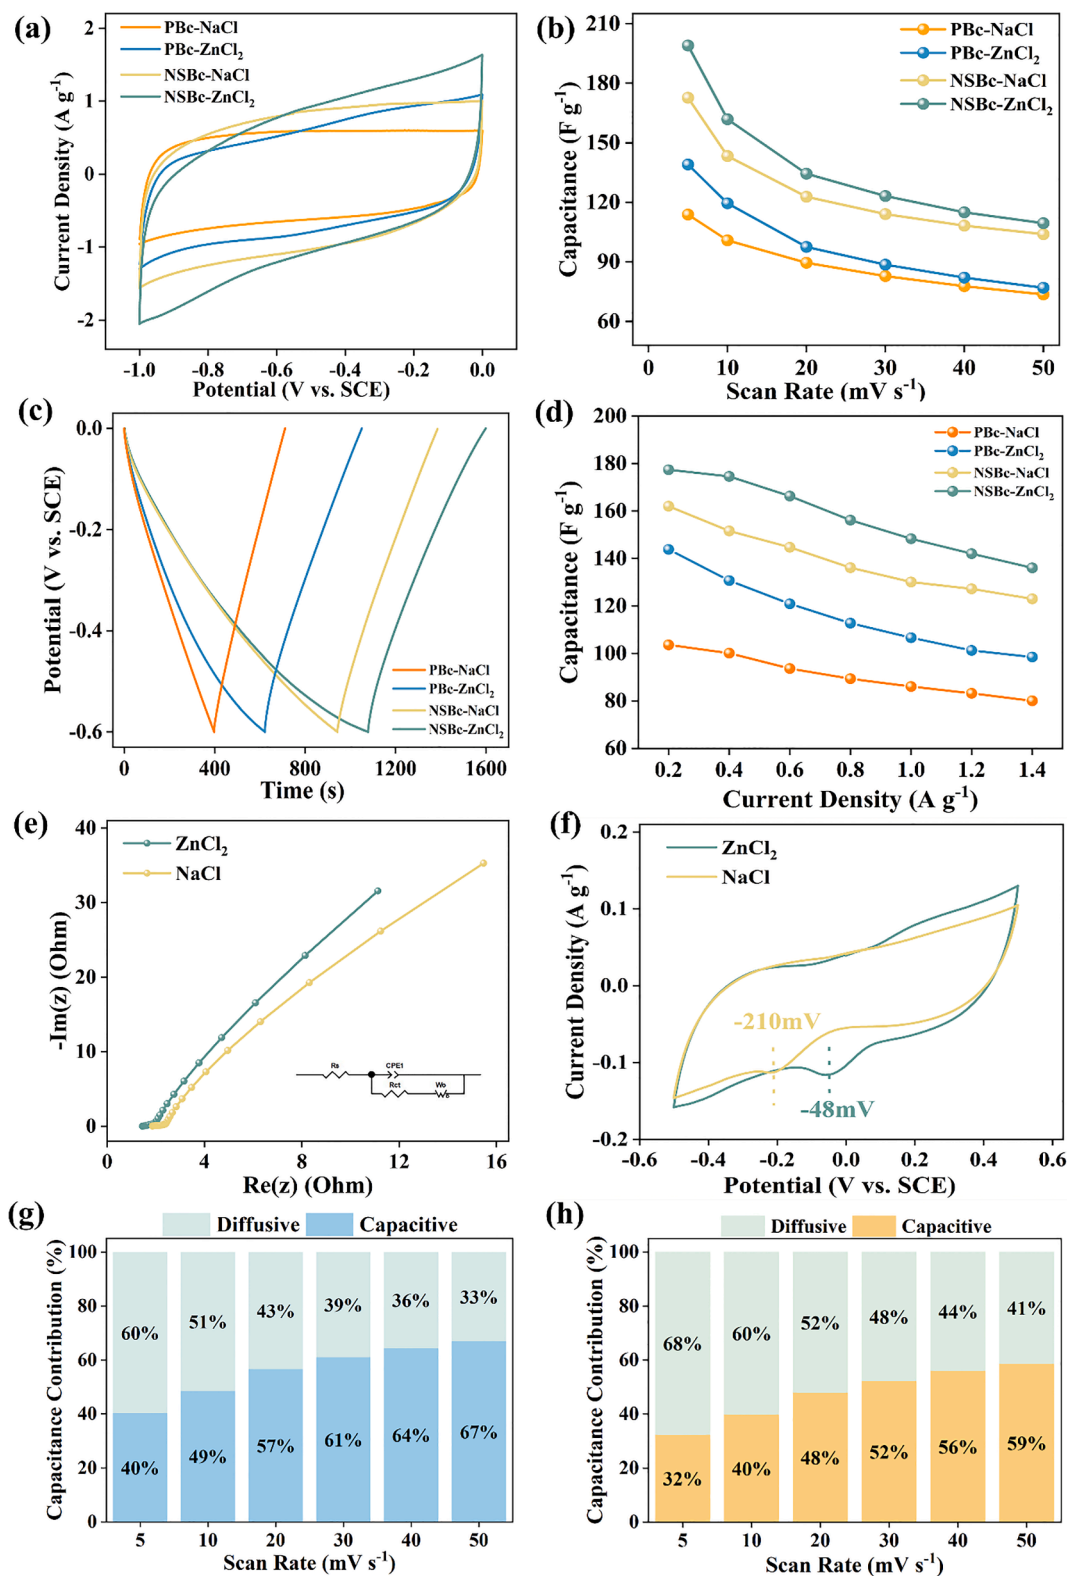 (a)
PBc-NaCl
PBc-ZnCl₂
NSBc-NaCl
NSBc-ZnCl₂
Current Density (A g⁻¹)
2
1
0
-1
-2
-1.0 -0.8 -0.6 -0.4 -0.2 0.0
Potential (V vs. SCE)
(b)
PBc-NaCl
PBc-ZnCl₂
NSBc-NaCl
NSBc-ZnCl₂
Capacitance (F g⁻¹)
210
180
150
120
90
60
0 10 20 30 40 50
Scan Rate (mV s⁻¹)
(c)
Potential (V vs. SCE)
0.0
-0.2
-0.4
-0.6
PBc-NaCl
PBc-ZnCl₂
NSBc-NaCl
NSBc-ZnCl₂
0 400 800 1200 1600
Time (s)
(d)
PBc-NaCl
PBc-ZnCl₂
NSBc-NaCl
NSBc-ZnCl₂
Capacitance (F g⁻¹)
200
180
160
140
120
100
80
60
0.2 0.4 0.6 0.8 1.0 1.2 1.4
Current Density (A g⁻¹)
(e)
ZnCl₂
NaCl
-Im(z) (Ohm)
40
30
20
10
0
Rs
CPE1
Rct
Wo
0 4 8 12 16
Re(z) (Ohm)
(f)
ZnCl₂
NaCl
Current Density (A g⁻¹)
0.2
0.1
0.0
-0.1
-0.2
-210mV
-48mV
-0.6 -0.4 -0.2 0.0 0.2 0.4 0.6
Potential (V vs. SCE)
(g)
Diffusive Capacitive
Capacitance Contribution (%)
100
80
60
40
20
0
60% 51% 43% 39% 36% 33%
40% 49% 57% 61% 64% 67%
5 10 20 30 40 50
Scan Rate (mV s⁻¹)
(h)
Diffusive Capacitive
Capacitance Contribution (%)
100
80
60
40
20
0
68% 60% 52% 48% 44% 41%
32% 40% 48% 52% 56% 59%
5 10 20 30 40 50
Scan Rate (mV s⁻¹)